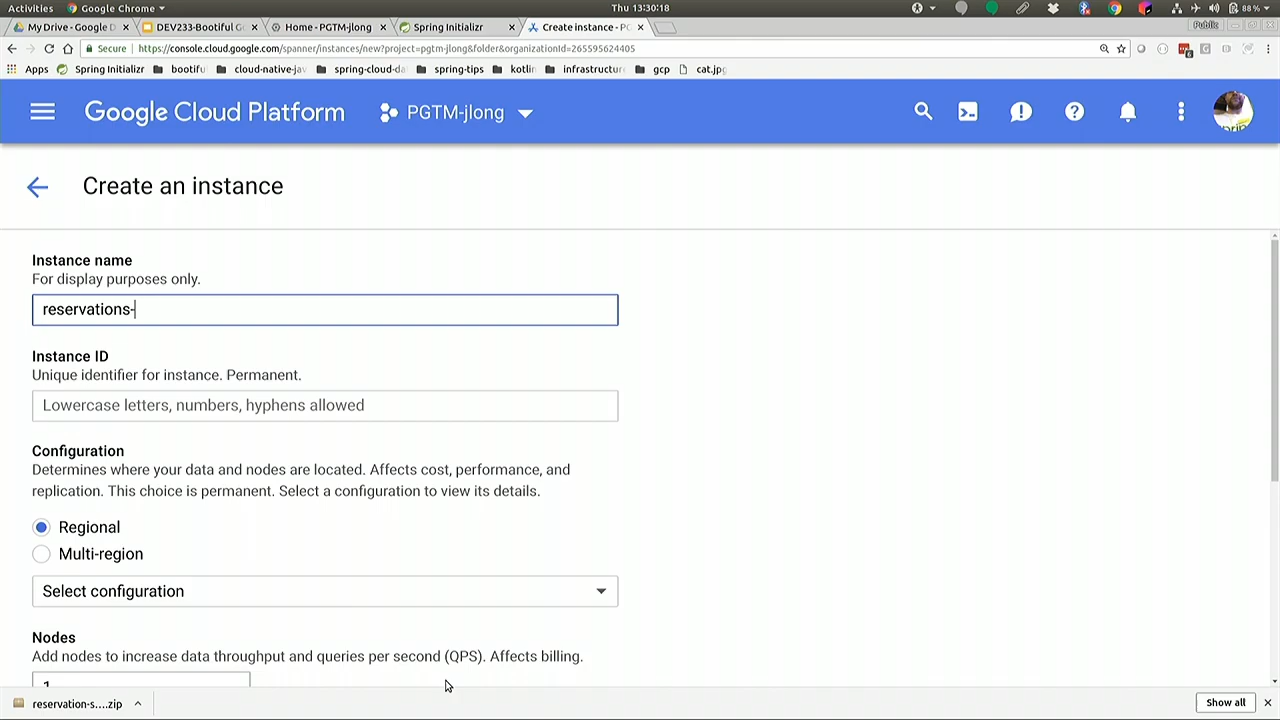 Activities Google Chrome Thu 13:30:18 88 %
My Drive - Google D DEV233-Bootiful G Home - PGTM-jlong Spring Initializr Create instance - PG Public
Secure https://console.cloud.google.com/spanner/instances/new?project=pgtm-jlong&folder&organizationId=265595624405
Apps Spring Initializr bootifu cloud-native-jav spring-cloud-da spring-tips kotlin infrastructure gcp cat.jpg
Google Cloud Platform PGTM-jlong
Create an instance
Instance name
For display purposes only.
reservations-
Instance ID
Unique identifier for instance. Permanent.
Lowercase letters, numbers, hyphens allowed
Configuration
Determines where your data and nodes are located. Affects cost, performance, and
replication. This choice is permanent. Select a configuration to view its details.
Regional
Multi-region
Select configuration
Nodes
Add nodes to increase data throughput and queries per second (QPS). Affects billing.
1
reservation-s....zip Show all